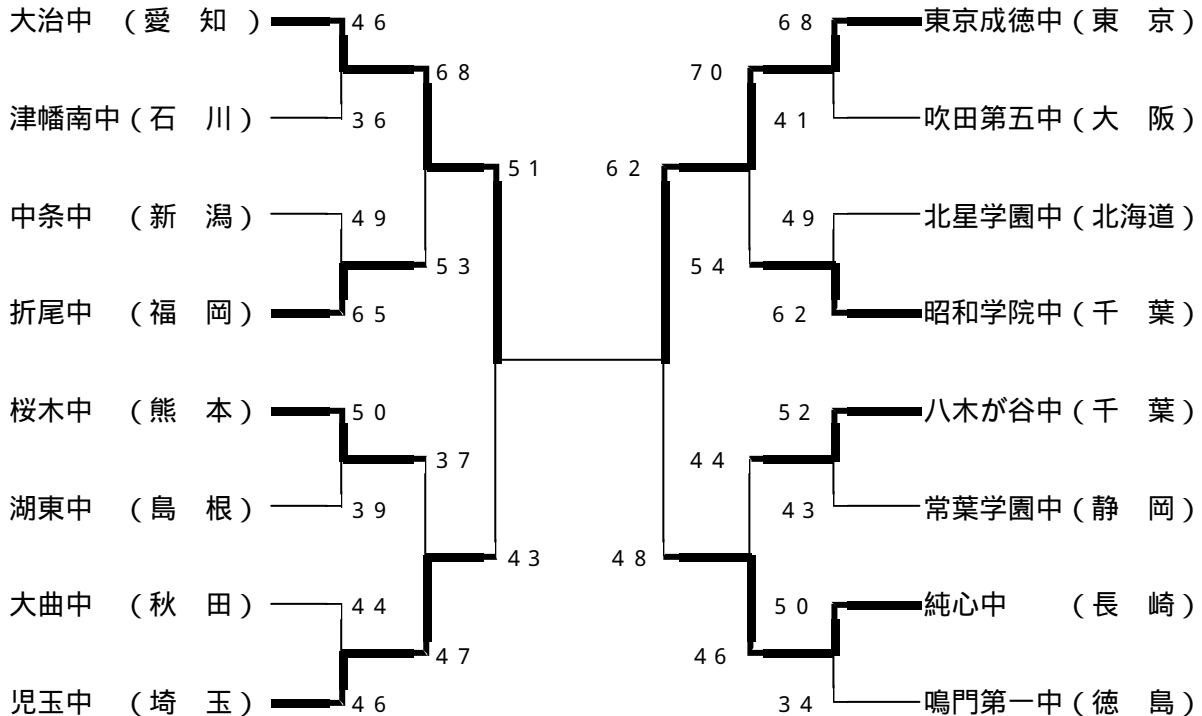 大治中 （愛 知） 46 68 東京成徳中（東 京）
68 70
津幡南中（石 川） 36 41 吹田第五中（大 阪）
51 62
中条中 （新 潟） 49 49 北星学園中（北海道）
53 54
折尾中 （福 岡） 65 62 昭和学院中（千 葉）
桜木中 （熊 本） 50 52 八木が谷中（千 葉）
37 44
湖東中 （島 根） 39 43 常葉学園中（静 岡）
43 48
大曲中 （秋 田） 44 50 純心中 （長 崎）
47 46
児玉中 （埼 玉） 46 34 鳴門第一中（徳 島）